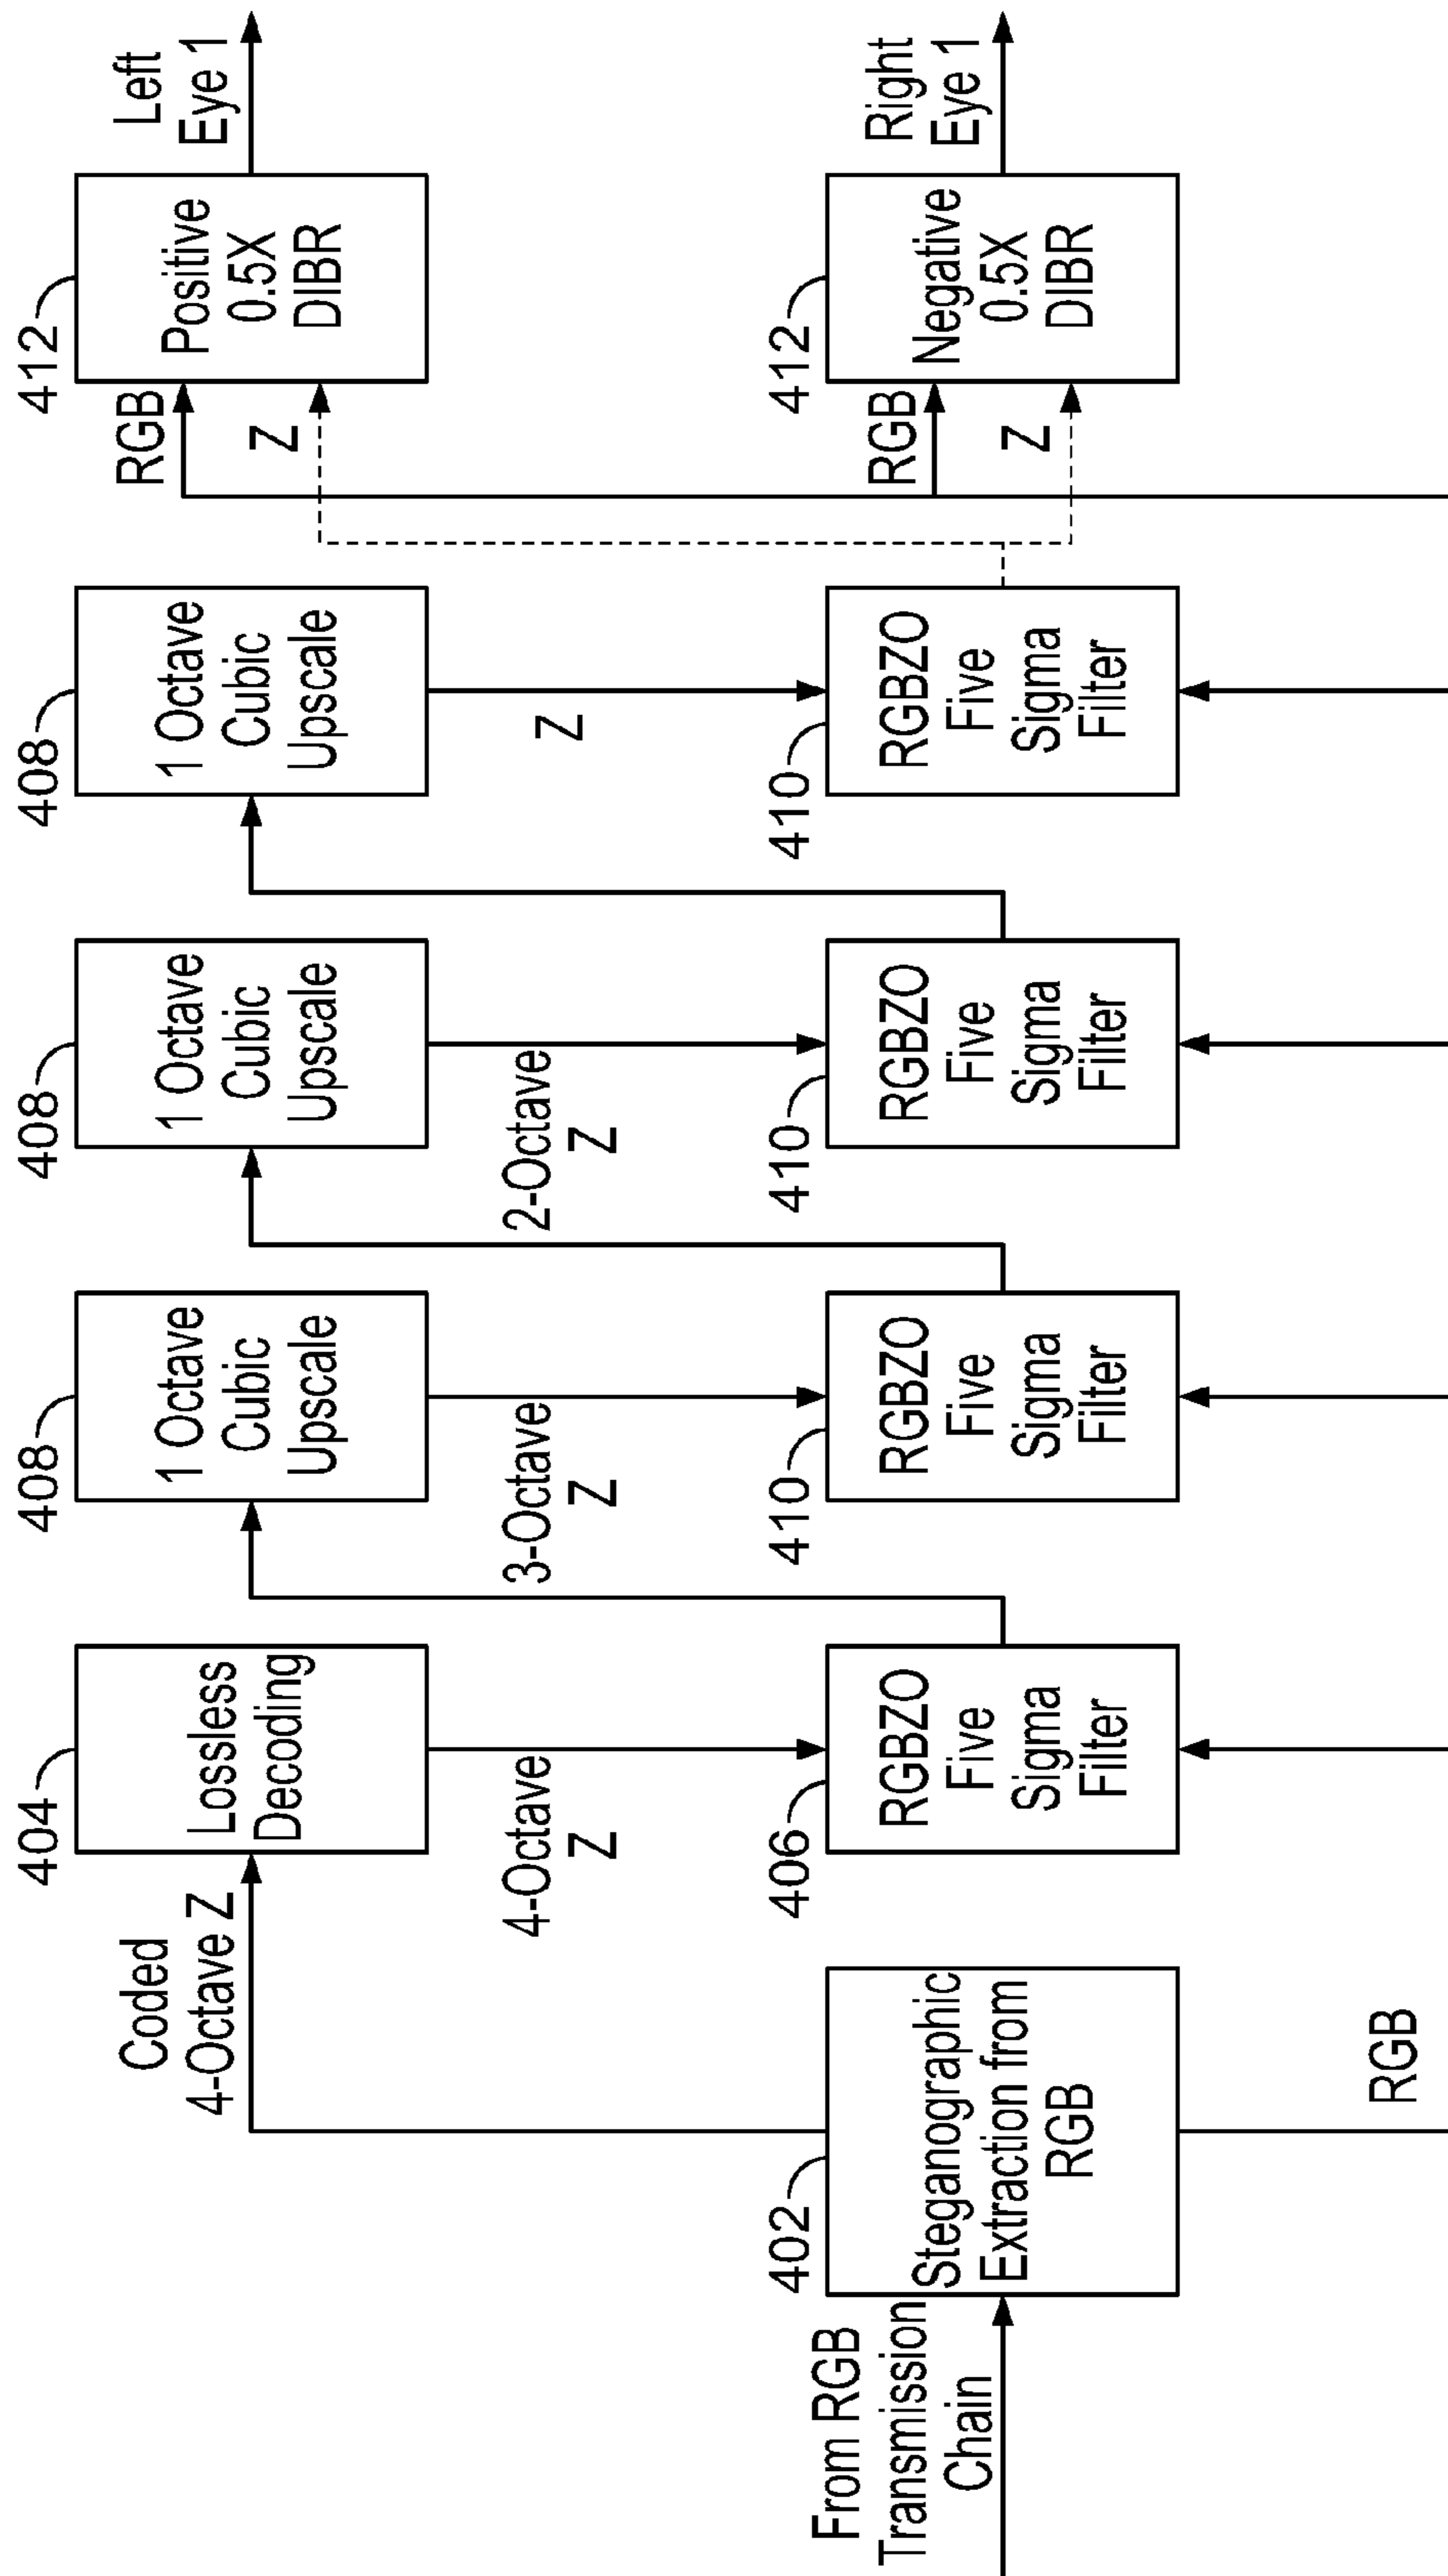 From RGB
Transmission
Chain
402
Steganographic
Extraction from
RGB
RGB
Coded
4-Octave Z
404
Lossless
Decoding
4-Octave
Z
406
RGBZO
Five
Sigma
Filter
408
1 Octave
Cubic
Upscale
3-Octave
Z
410
RGBZO
Five
Sigma
Filter
408
1 Octave
Cubic
Upscale
2-Octave
Z
410
RGBZO
Five
Sigma
Filter
408
1 Octave
Cubic
Upscale
Z
410
RGBZO
Five
Sigma
Filter
412
RGB
Z
Positive
0.5X
DIBR
Left
Eye 1
412
RGB
Z
Negative
0.5X
DIBR
Right
Eye 1